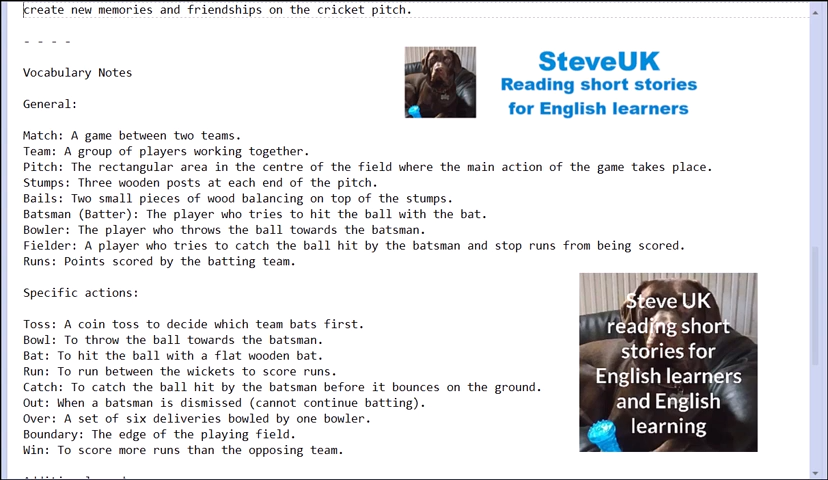 create new memories and friendships on the cricket pitch.
- - - -
Vocabulary Notes
General:
Match: A game between two teams.
Team: A group of players working together.
Pitch: The rectangular area in the centre of the field where the main action of the game takes place.
Stumps: Three wooden posts at each end of the pitch.
Bails: Two small pieces of wood balancing on top of the stumps.
Batsman (Batter): The player who tries to hit the ball with the bat.
Bowler: The player who throws the ball towards the batsman.
Fielder: A player who tries to catch the ball hit by the batsman and stop runs from being scored.
Runs: Points scored by the batting team.
Specific actions:
Toss: A coin toss to decide which team bats first.
Bowl: To throw the ball towards the batsman.
Bat: To hit the ball with a flat wooden bat.
Run: To run between the wickets to score runs.
Catch: To catch the ball hit by the batsman before it bounces on the ground.
Out: When a batsman is dismissed (cannot continue batting).
Over: A set of six deliveries bowled by one bowler.
Boundary: The edge of the playing field.
Win: To score more runs than the opposing team.
SteveUK
Reading short stories
for English learners
Steve UK
reading short
stories for
English learners
and English
learning